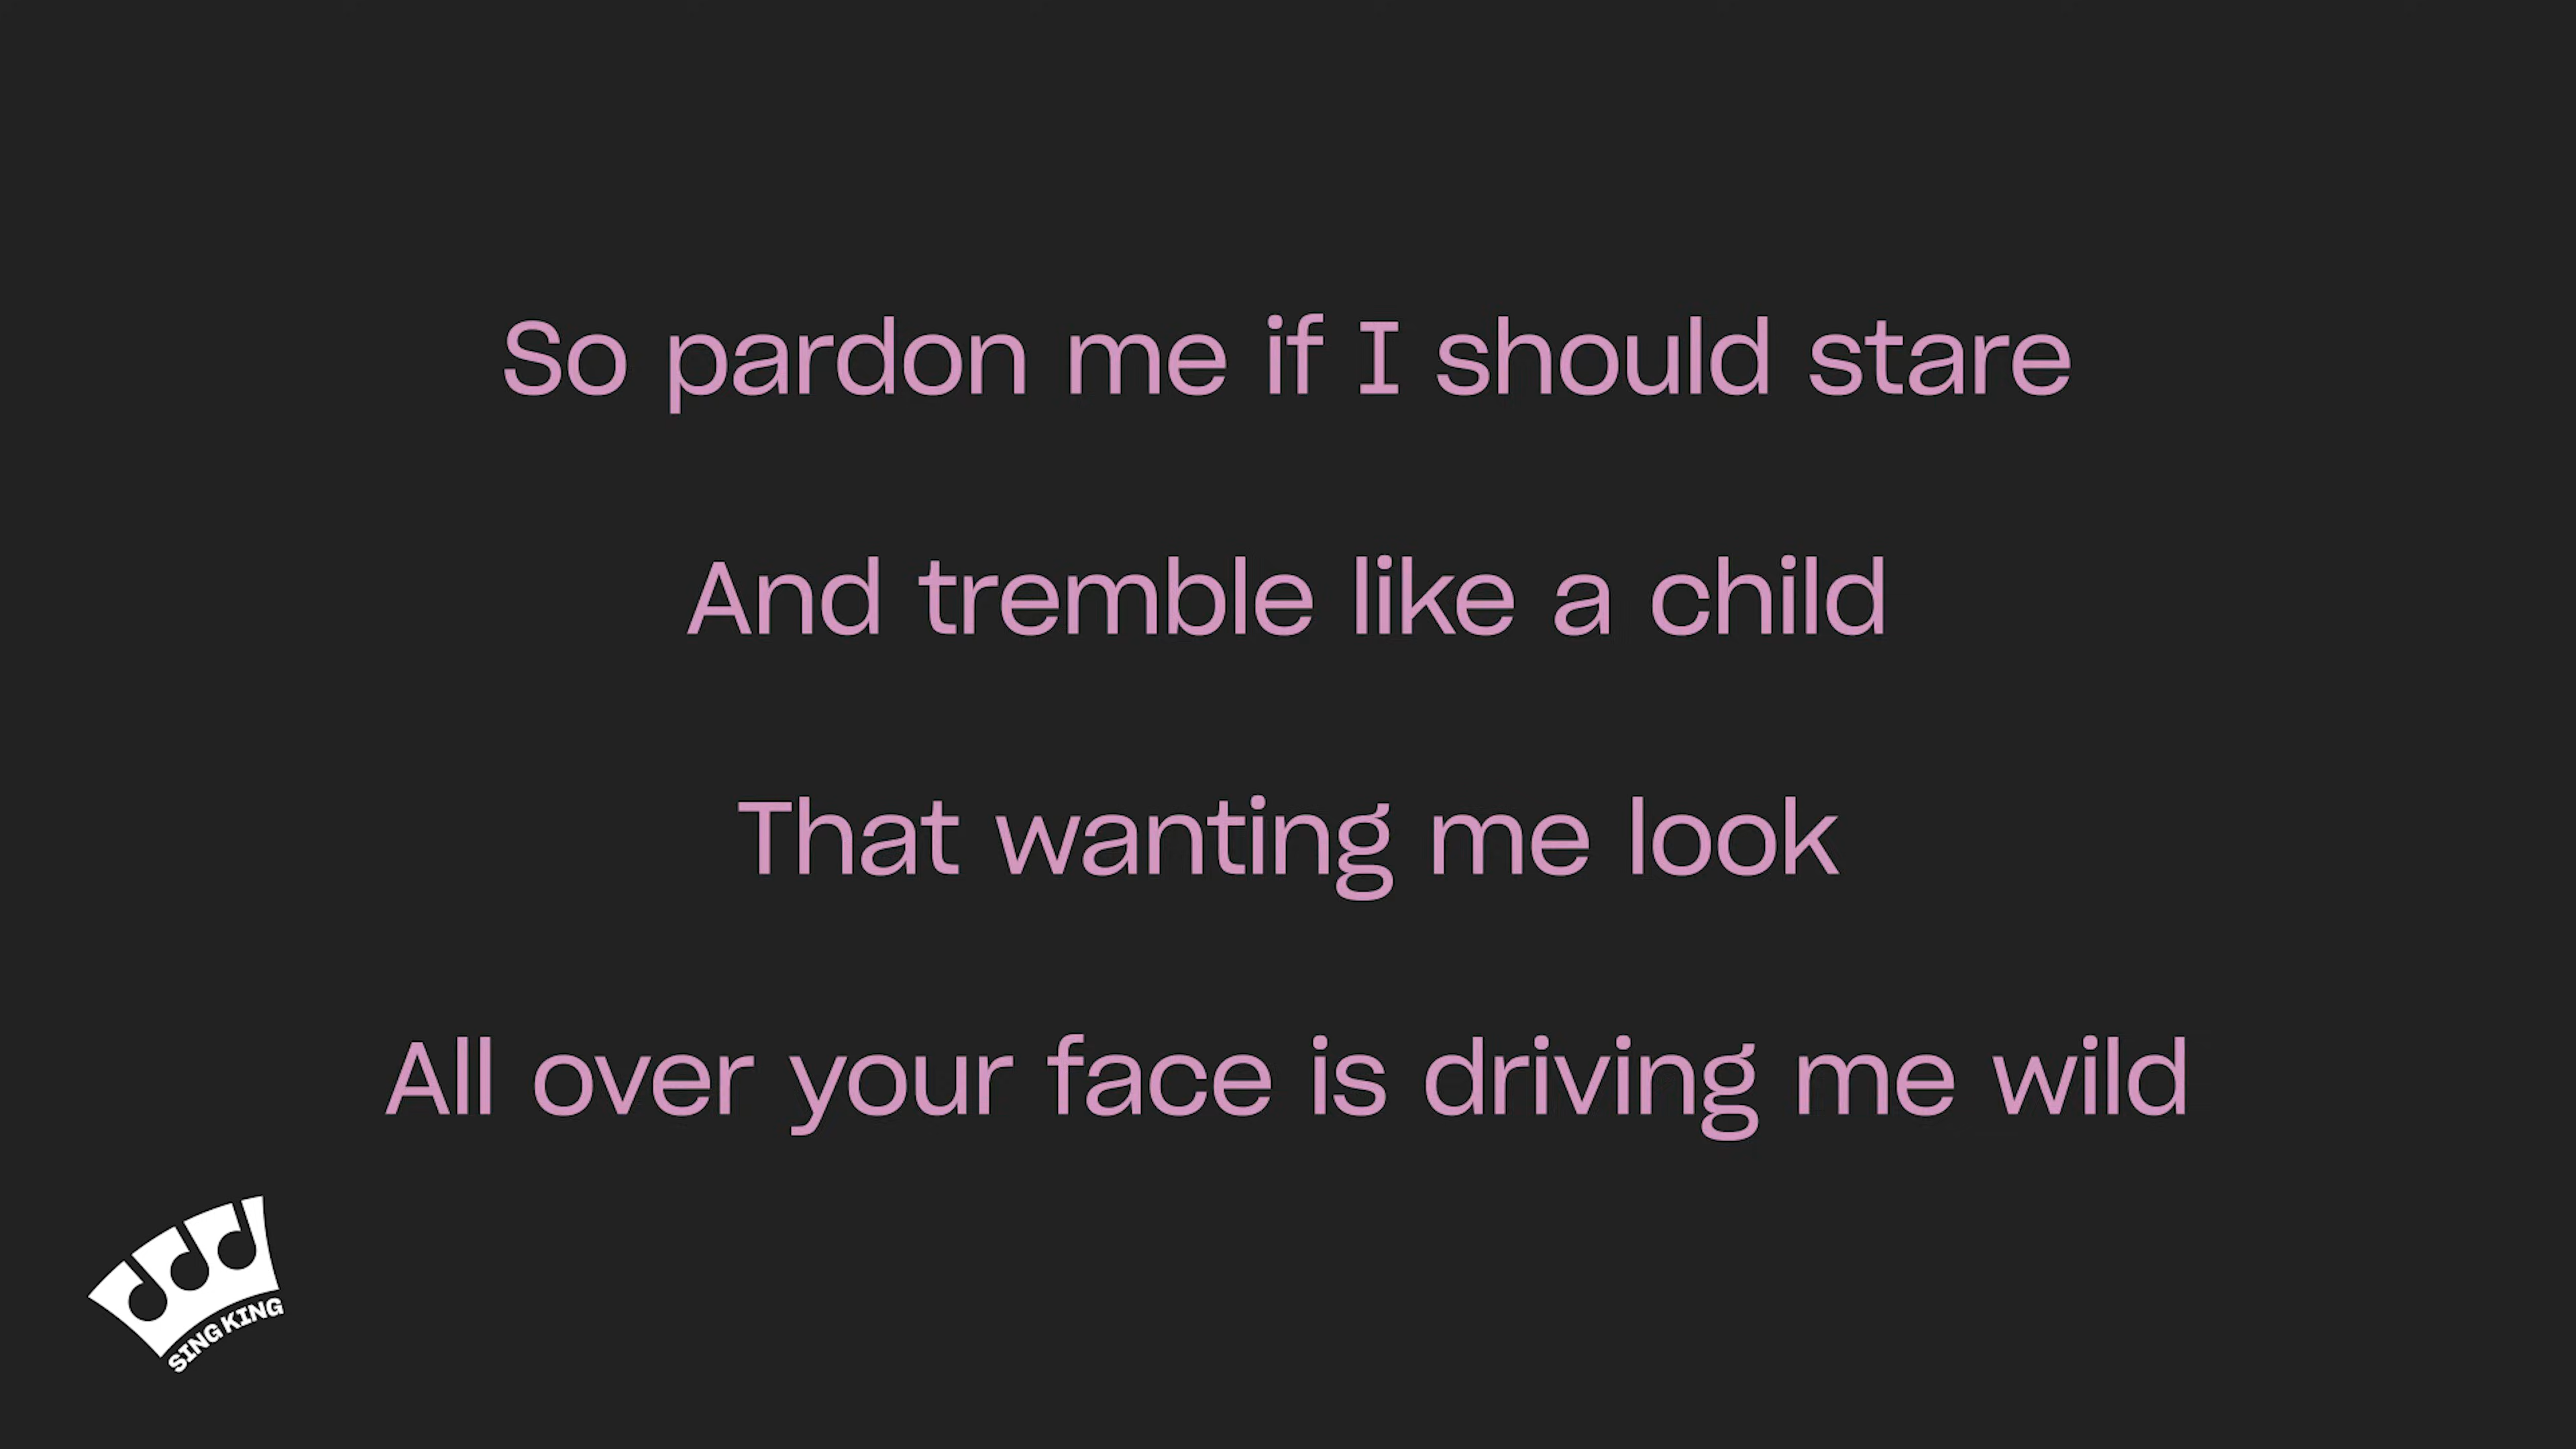 So pardon me if I should stare
And tremble like a child
That wanting me look
All over your face is driving me wild
SING KING